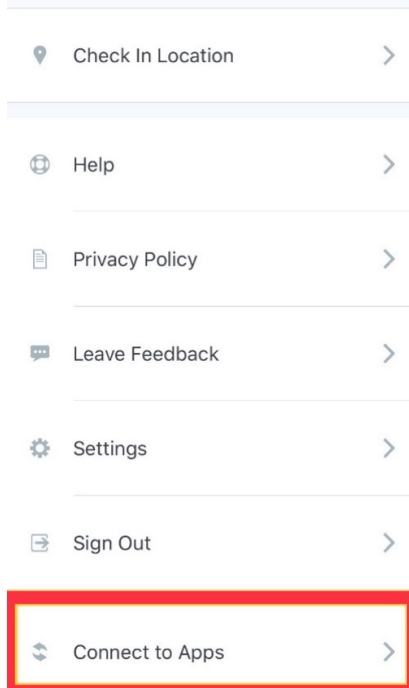 Check In Location
Help
Privacy Policy
Leave Feedback
Settings
Sign Out
Connect to Apps